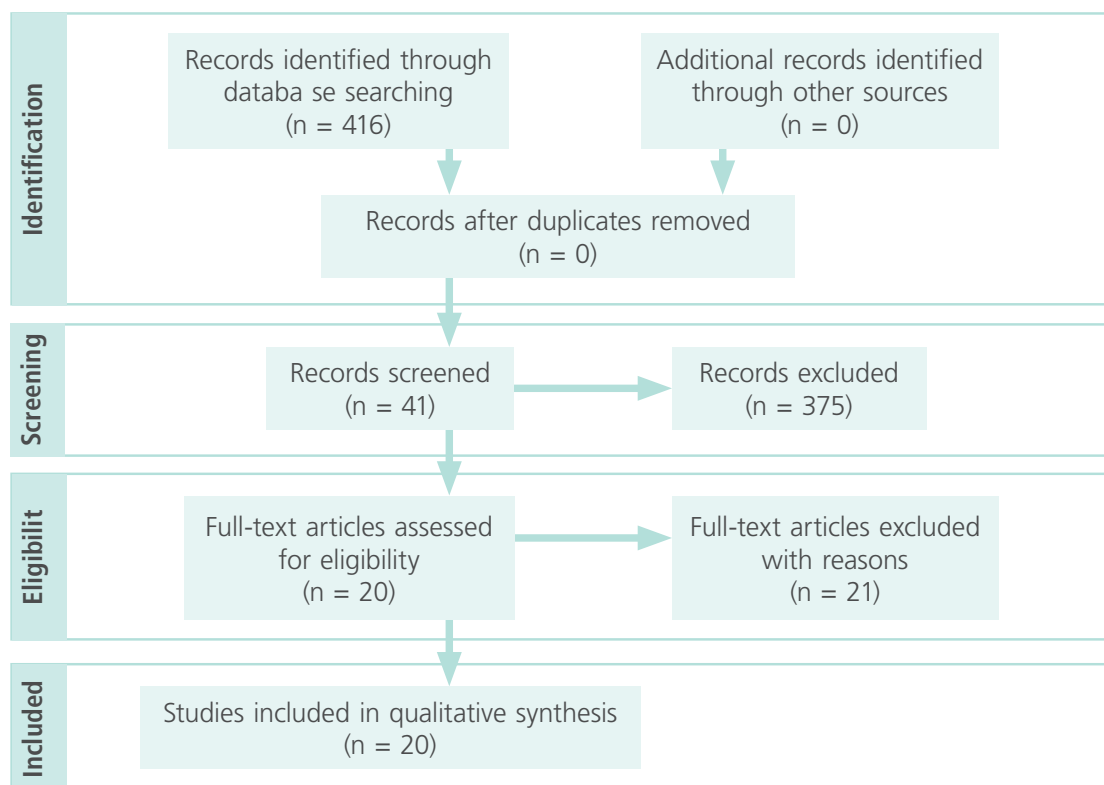 Identification
Records identified through
databa se searching
(n = 416)
Additional records identified
through other sources
(n = 0)
Records after duplicates removed
(n = 0)
Screening
Records screened
(n = 41)
Records excluded
(n = 375)
Eligibilit
Full-text articles assessed
for eligibility
(n = 20)
Full-text articles excluded
with reasons
(n = 21)
Included
Studies included in qualitative synthesis
(n = 20)